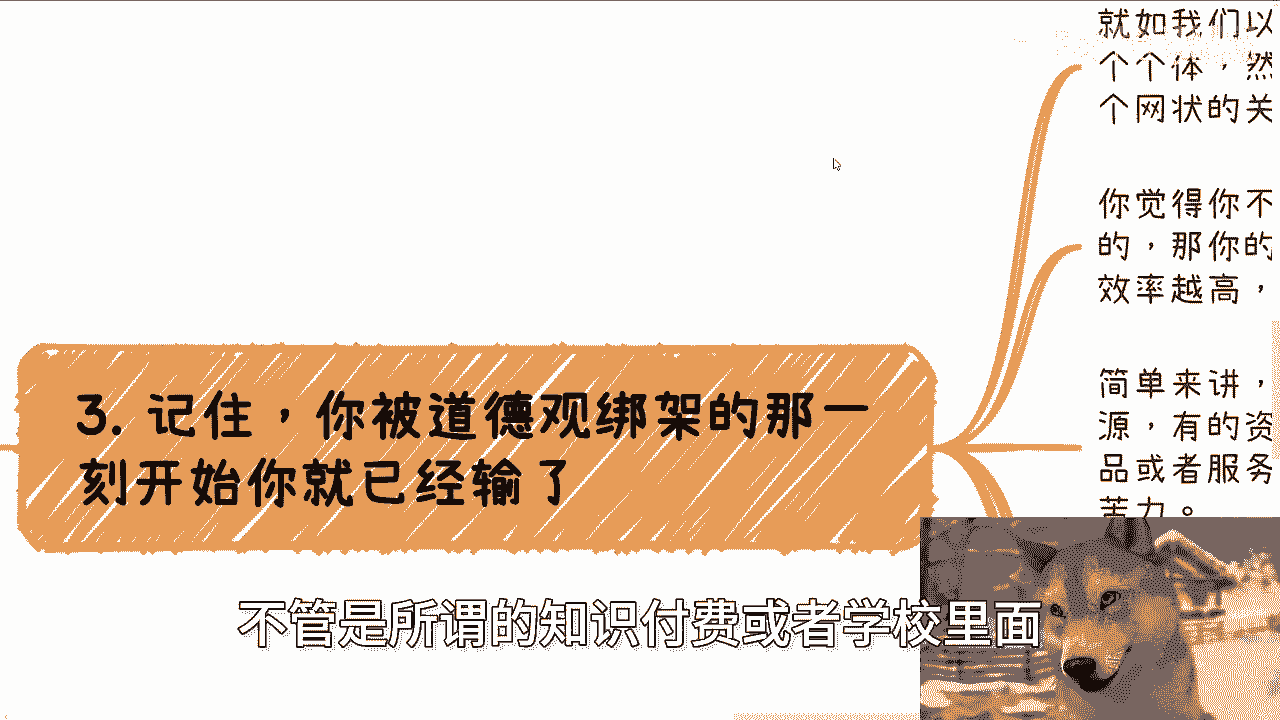 就如我们以
个个体，然
个网状的关
你觉得你不
的，那你的
效率越高，
简单来讲，
源，有的资
品或者服务
苦力。
3. 记住，你被道德观绑架的那一
刻开始你就已经输了
不管是所谓的知识付费或者学校里面